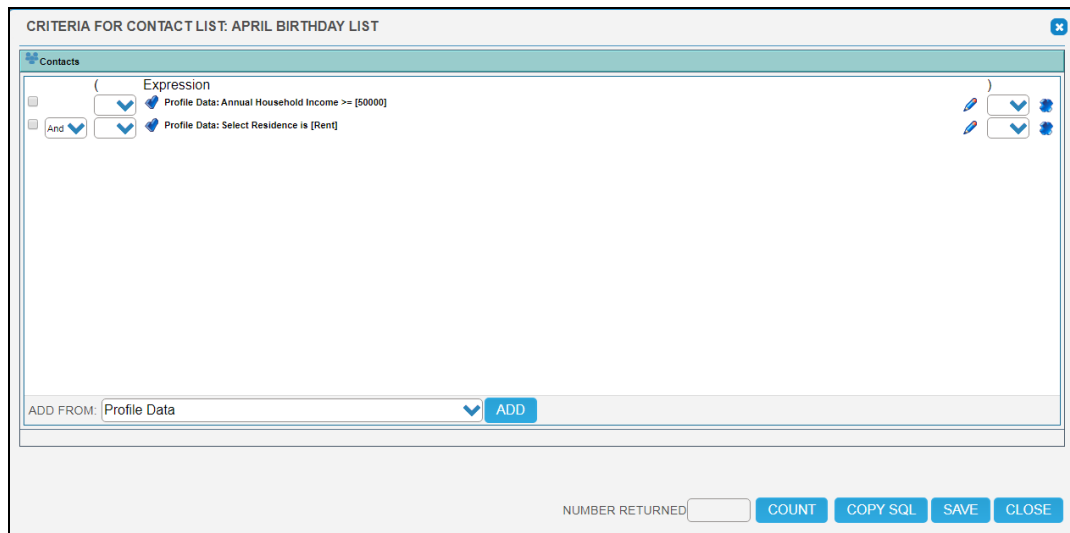 CRITERIA FOR CONTACT LIST: APRIL BIRTHDAY LIST
Contacts
( Expression )
Profile Data: Annual Household Income >= [50000]
And Profile Data: Select Residence is [Rent]
ADD FROM: Profile Data ADD
NUMBER RETURNED COUNT COPY SQL SAVE CLOSE